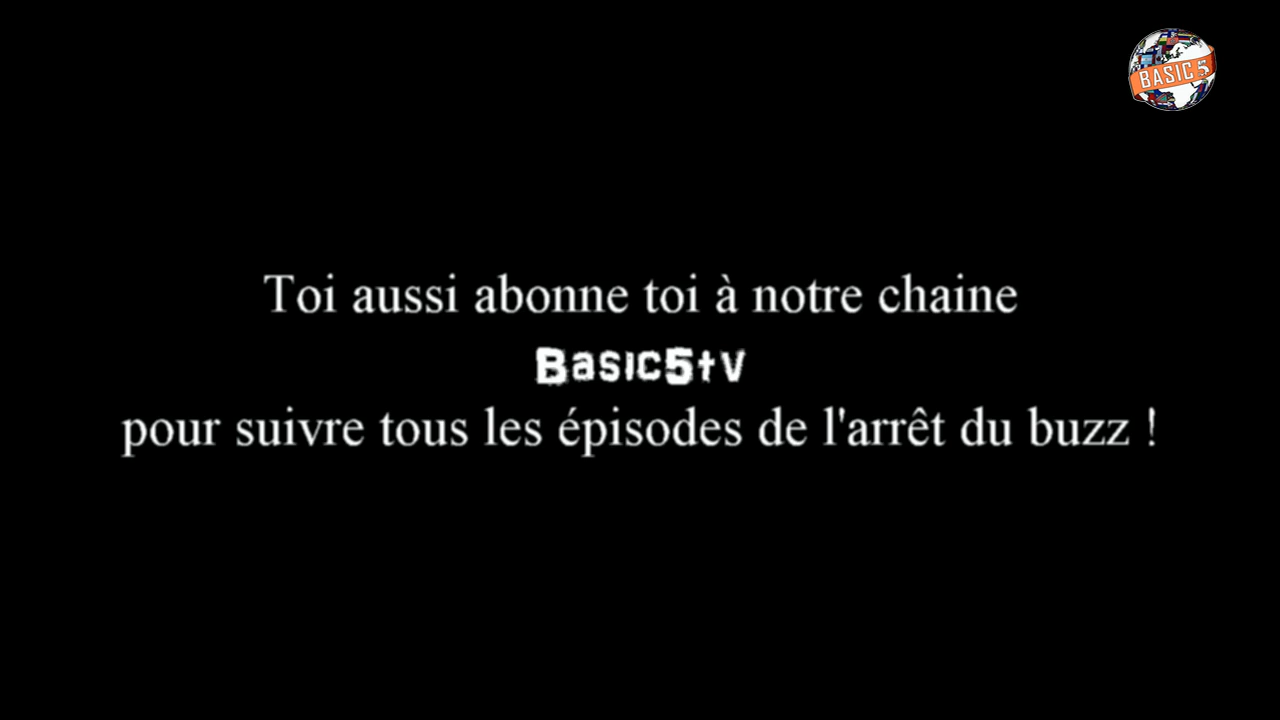 BASIC 5
Toi aussi abonne toi à notre chaine
Basic5tv
pour suivre tous les épisodes de l'arrêt du buzz !